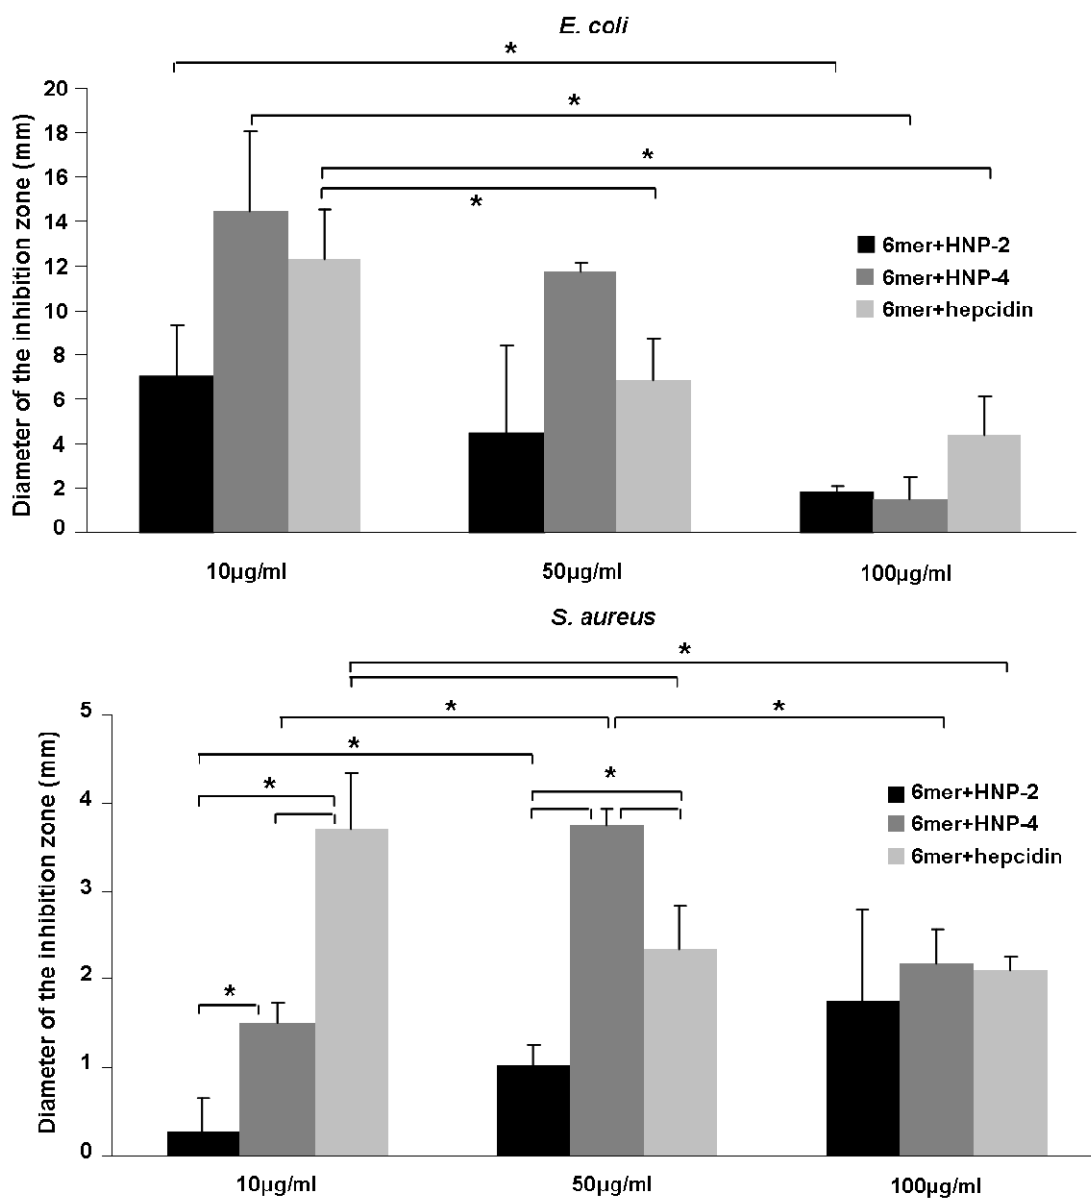 E. coli
*
*
*
*
Diameter of the inhibition zone (mm)
20
18
16
14
12
10
8
6
4
2
0
6mer+HNP-2
6mer+HNP-4
6mer+hepcidin
10µg/ml
50µg/ml
100µg/ml
S. aureus
*
*
*
*
*
*
*
Diameter of the inhibition zone (mm)
5
4
3
2
1
0
6mer+HNP-2
6mer+HNP-4
6mer+hepcidin
10µg/ml
50µg/ml
100µg/ml